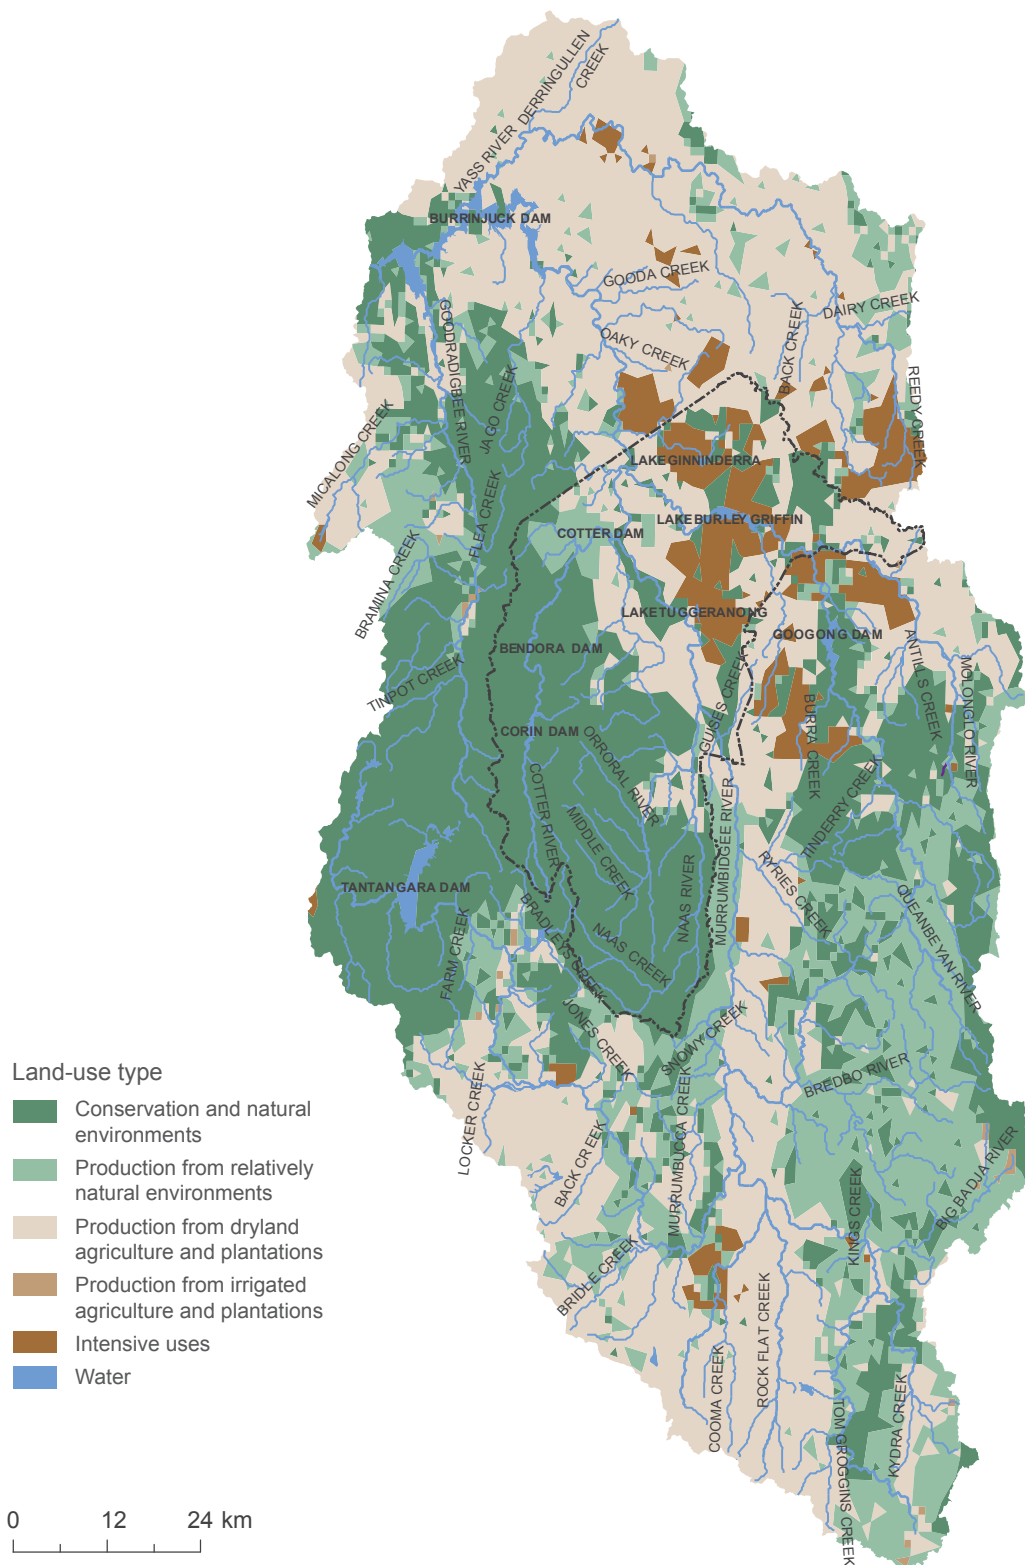 DERRINGULLEN
CREEK
YASS RIVER
BURRINJUCK DAM
GOODA CREEK
DAIRY CREEK
BACK CREEK
OAKY CREEK
GOODRADIGBEE RIVER
JAGO CREEK
REEDY CREEK
MICALONG CREEK
LAKE GINNINDERRA
FLEA CREEK
LAKE BURLEY GRIFFIN
COTTER DAM
BRAMINA CREEK
LAKE TUGGERANONG
GOOGONG DAM
BENDORA DAM
ANTILLS CREEK
MOLONGLO RIVER
TINPOT CREEK
GUISES CREEK
BURRA CREEK
CORIN DAM
ORRORAL RIVER
COTTER RIVER
MIDDLE CREEK
TINDERRY CREEK
MURRUMBIDGEE RIVER
RYRIES CREEK
TANTANGARA DAM
NAAS RIVER
QUEANBEYAN RIVER
BRADLEYS CREEK
FARM CREEK
NAAS CREEK
JONES CREEK
SNOWY CREEK
BREDBO RIVER
LOCKER CREEK
MURRUMBUCCA CREEK
BACK CREEK
BIG BADJA RIVER
KINGS CREEK
BRIDLE CREEK
ROCK FLAT CREEK
COOMA CREEK
KYDRA CREEK
TOM GROGGINS CREEK
Land-use type
Conservation and natural
environments
Production from relatively
natural environments
Production from dryland
agriculture and plantations
Production from irrigated
agriculture and plantations
Intensive uses
Water
0 12 24 km